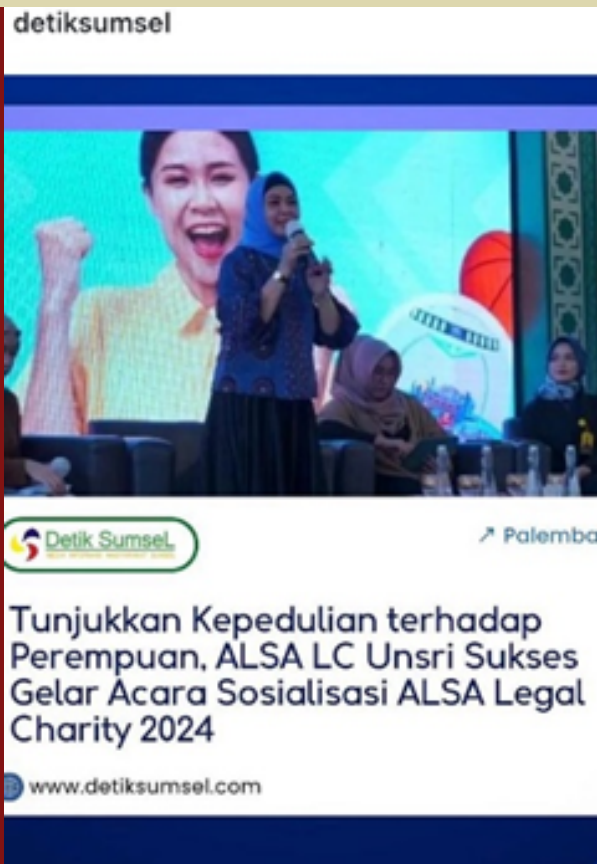 detiksumsel
Detik SumseL
↗ Palemba
Tunjukkan Kepedulian terhadap
Perempuan, ALSA LC Unsri Sukses
Gelar Acara Sosialisasi ALSA Legal
Charity 2024
www.detiksumsel.com